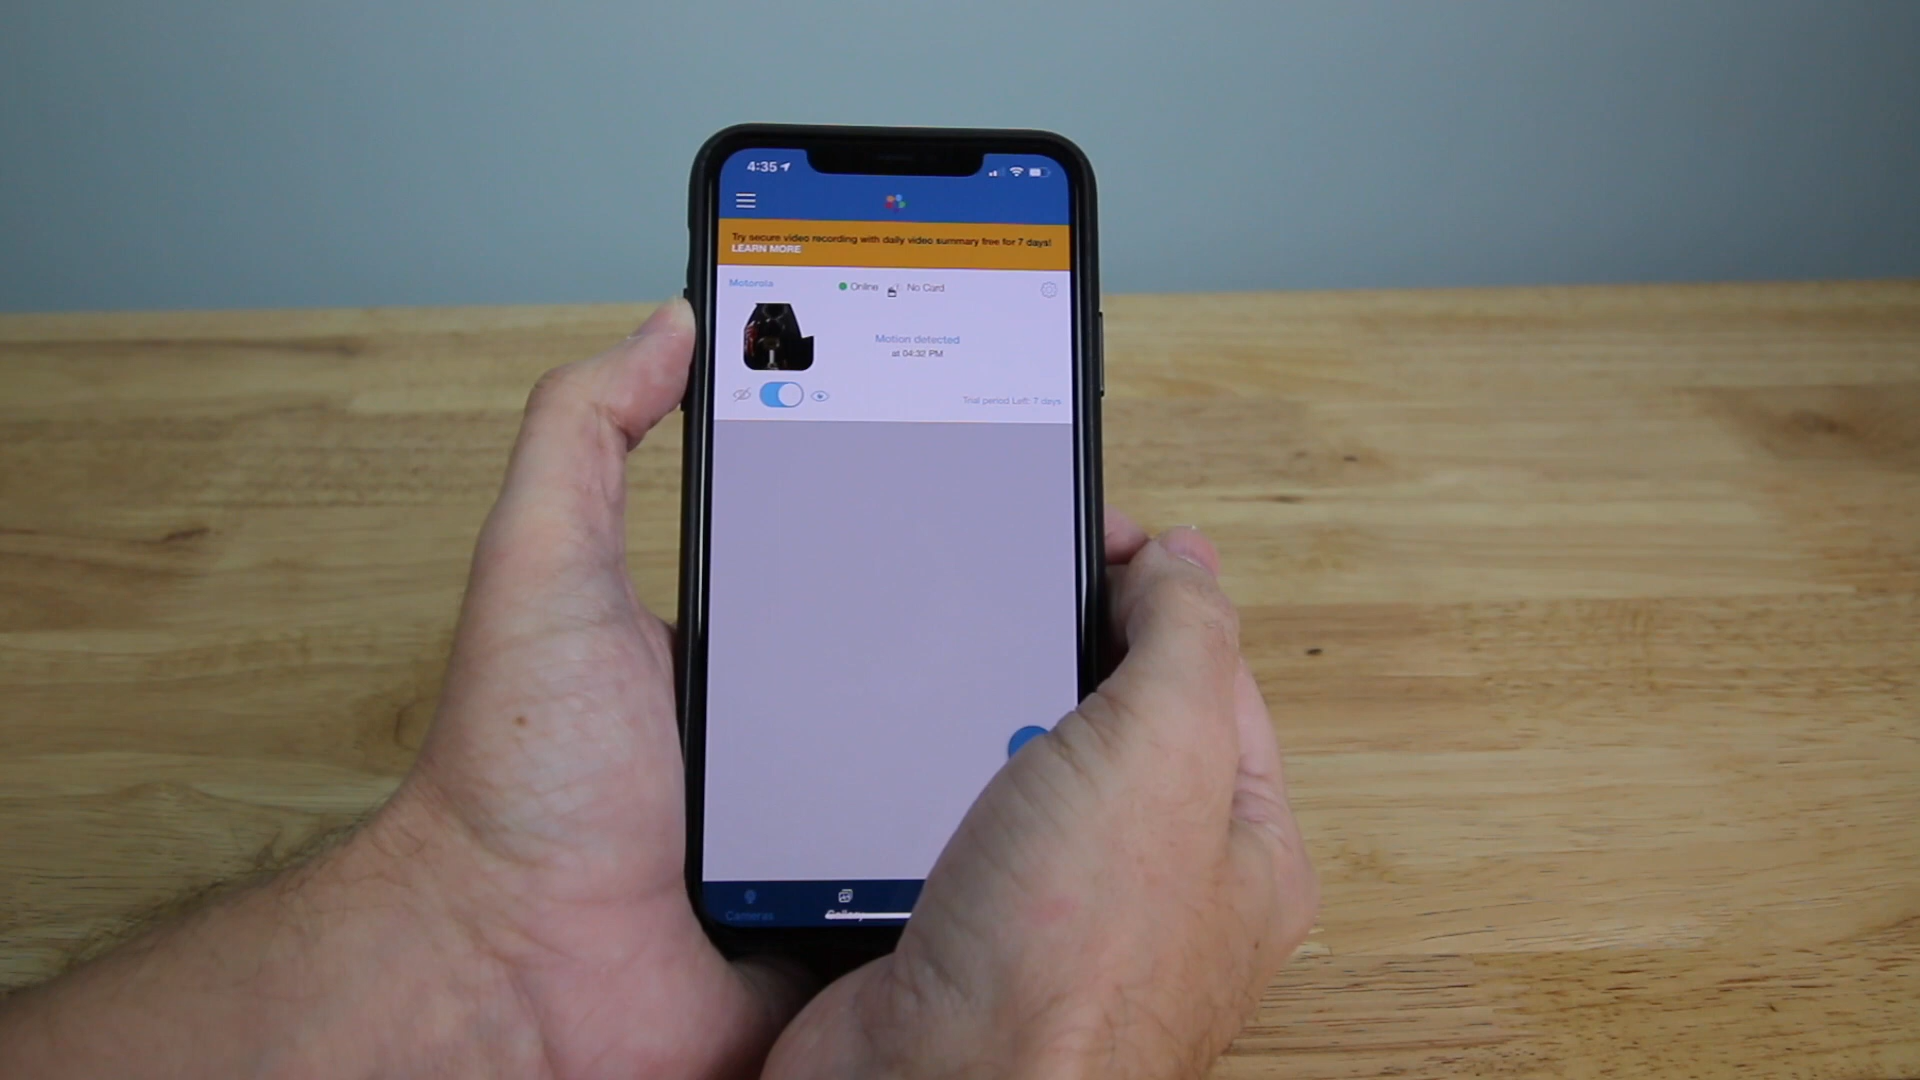 4:35
Try secure video recording with daily video summary free for 7 days!
LEARN MORE
Motorola
Online
No Card
Motion detected
at 04:32 PM
Trial period Left: 7 days
Cameras
Gallery